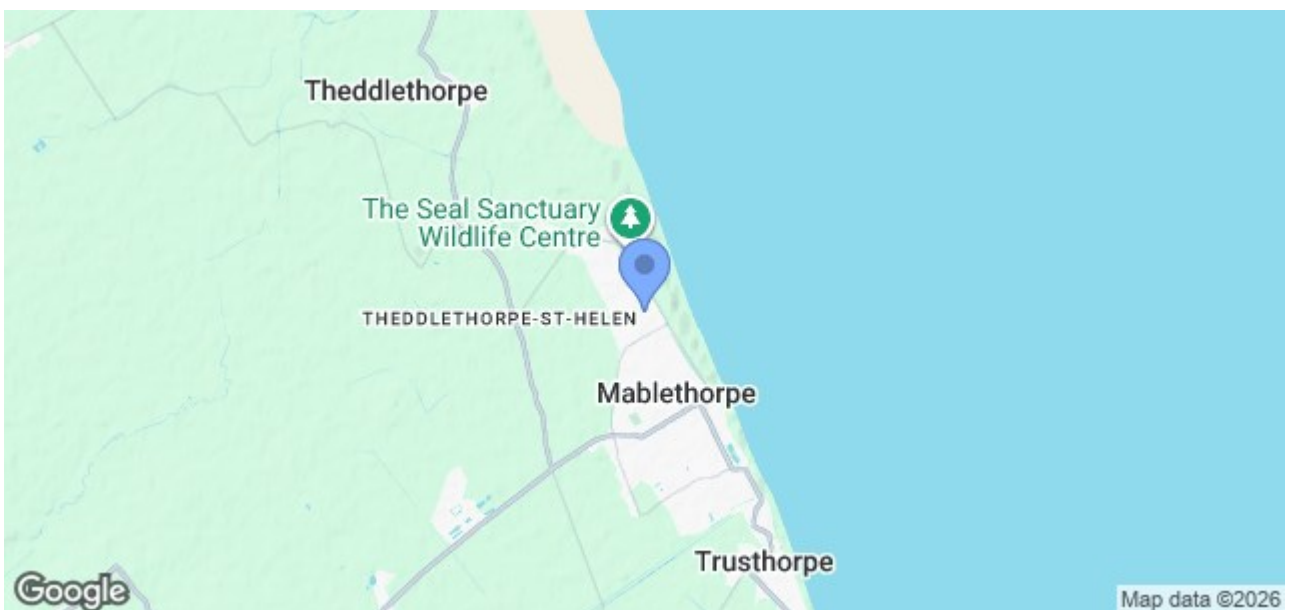 Theddlethorpe
The Seal Sanctuary
Wildlife Centre
THEDDLETHORPE-ST-HELEN
Mablethorpe
Trusthorpe
Google
Map data ©2026